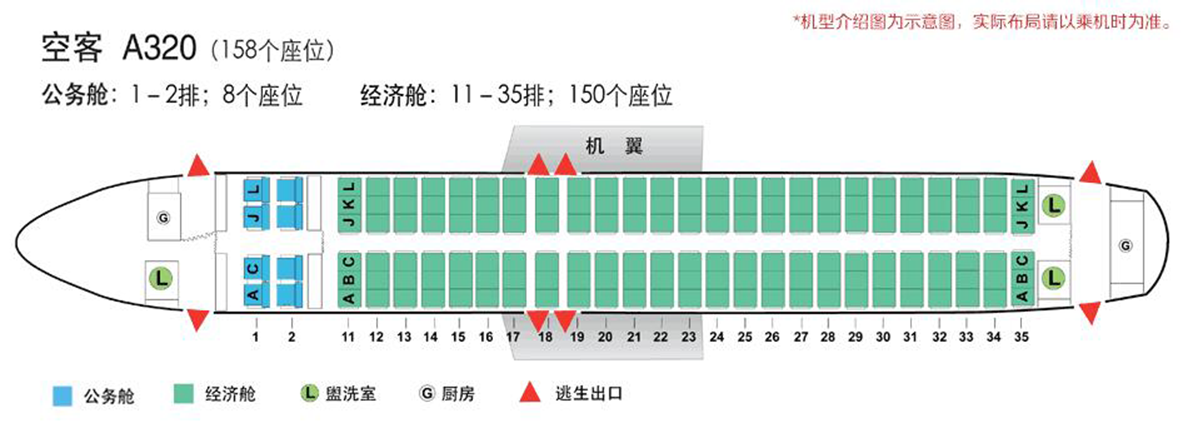 *机型介绍图为示意图，实际布局请以乘机时为准。
空客 A320（158个座位）
公务舱：1－2排；8个座位 经济舱：11－35排；150个座位
机 翼
L L
G J J K L J K L L
C C B A
L A A B C G
1 2 11 12 13 14 15 16 17 18 19 20 21 22 23 24 25 26 27 28 29 30 31 32 33 34 35
公务舱 经济舱 L 盥洗室 G 厨房 逃生出口